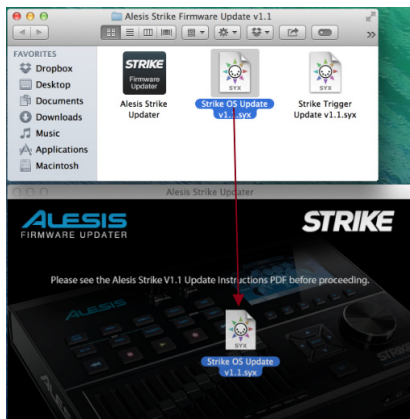 Alesis Strike Firmware Update v1.1
FAVORITES
Dropbox
Desktop
Documents
Downloads
Music
Applications
Macintosh
STRIKE
Firmware
Updater
SYX
SYX
Alesis Strike
Updater
Strike OS Update
v1.1.syx
Strike Trigger
Update v1.1.syx
Alesis Strike Updater
ALESIS
FIRMWARE UPDATER
STRIKE
Please see the Alesis Strike V1.1 Update Instructions PDF before proceeding.
ALESIS
SYX
Strike OS Update
v1.1.syx